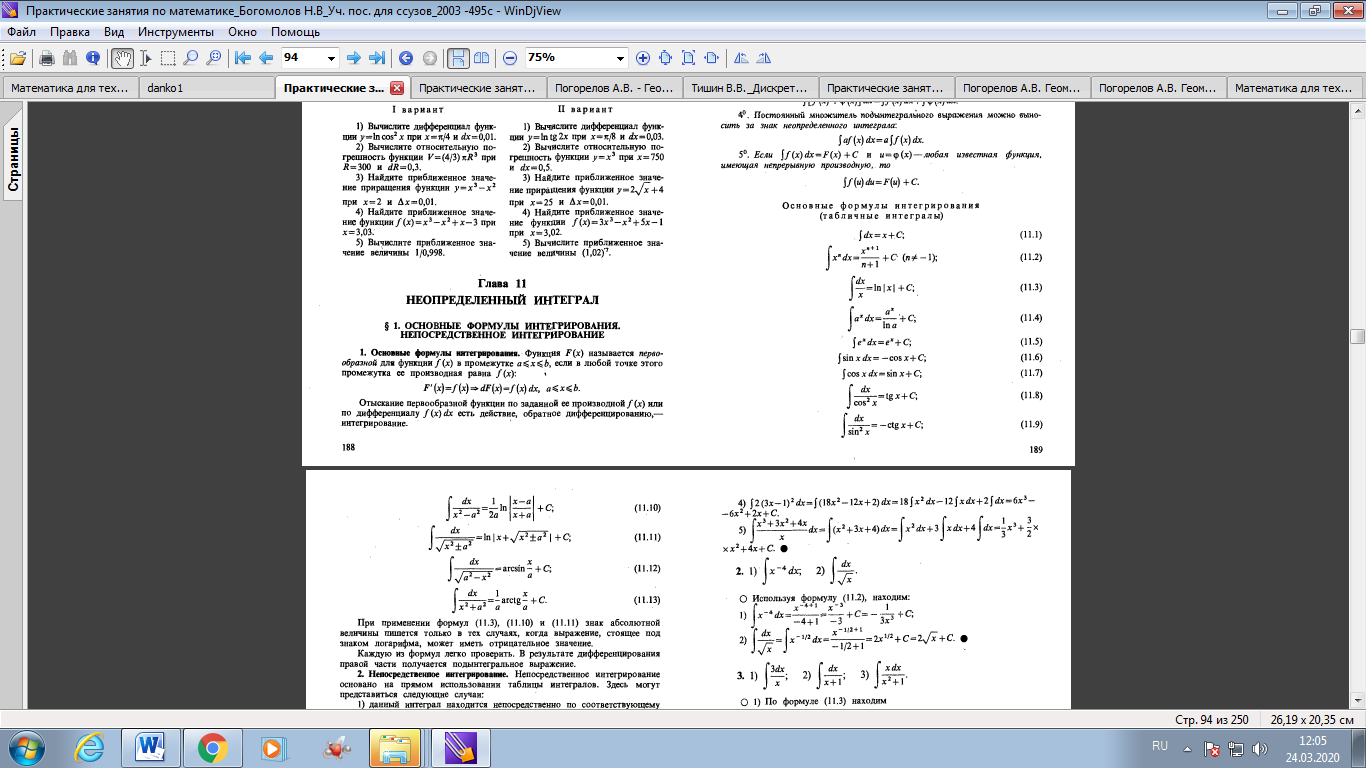 Практические занятия по математике_Богомолов Н.В_Уч. пос. для ссузов_2003 -495с - WinDjView
Файл Правка Вид Инструменты Окно Помощь
94 75%
Математика для тех... danko1 Практические з... Практические занят... Погорелов А.В. - Гео... Тишин В.В. _Дискрет... Практические занят... Погорелов А.В. Геом... Погорелов А.В. Геом... Математика для тех...
Страницы
I вариант
1) Вычислите дифференциал функ-
ции y=ln cos² x при x=π/4 и dx=0,01.
2) Вычислите относительную по-
грешность функции V=(4/3) πR³ при
R=300 и dR=0,3.
3) Найдите приближенное значе-
ние приращения функции y=x³−x²
при x=2 и Δx=0,01.
4) Найдите приближенное значе-
ние функции f(x)=x³−x²+x−3 при
x=3,03.
5) Вычислите приближенное зна-
чение величины 1/0,998.
II вариант
1) Вычислите дифференциал функ-
ции y=ln tg 2x при x=π/8 и dx=0,03.
2) Вычислите относительную по-
грешность функции y=x³ при x=750
и dx=0,5.
3) Найдите приближенное значе-
ние приращения функции y=2√x+4
при x=25 и Δx=0,01.
4) Найдите приближенное значе-
ние функции f(x)=3x³−x²+5x−1
при x=3,02.
5) Вычислите приближенное зна-
чение величины (1,02)⁷.
Глава 11
НЕОПРЕДЕЛЕННЫЙ ИНТЕГРАЛ
§ 1. ОСНОВНЫЕ ФОРМУЛЫ ИНТЕГРИРОВАНИЯ.
НЕПОСРЕДСТВЕННОЕ ИНТЕГРИРОВАНИЕ
1. Основные формулы интегрирования. Функция F(x) называется перво-
образной для функции f(x) в промежутке a⩽x⩽b, если в любой точке этого
промежутка ее производная равна f(x):
F′(x)=f(x)⇒dF(x)=f(x) dx, a⩽x⩽b.
Отыскание первообразной функции по заданной ее производной f(x) или
по дифференциалу f(x) dx есть действие, обратное дифференцированию,—
интегрирование.
188
4⁰. Постоянный множитель подынтегрального выражения можно выно-
сить за знак неопределенного интеграла:
∫af(x) dx=a∫f(x) dx.
5⁰. Если ∫f(x) dx=F(x)+C и u=φ(x)—любая известная функция,
имеющая непрерывную производную, то
∫f(u) du=F(u)+C.
Основные формулы интегрирования
(табличные интегралы)
∫dx=x+C; (11.1)
∫xⁿ dx=xⁿ⁺¹/(n+1)+C (n≠−1); (11.2)
∫dx/x=ln|x|+C; (11.3)
∫aˣ dx=aˣ/ln a+C; (11.4)
∫eˣ dx=eˣ+C; (11.5)
∫sin x dx=−cos x+C; (11.6)
∫cos x dx=sin x+C; (11.7)
∫dx/cos² x=tg x+C; (11.8)
∫dx/sin² x=−ctg x+C; (11.9)
189
∫dx/(x²−a²)=1/2a ln|(x−a)/(x+a)|+C; (11.10)
∫dx/√(x²±a²)=ln|x+√(x²±a²)|+C; (11.11)
∫dx/√(a²−x²)=arcsin x/a+C; (11.12)
∫dx/(x²+a²)=1/a arctg x/a+C. (11.13)
При применении формул (11.3), (11.10) и (11.11) знак абсолютной
величины пишется только в тех случаях, когда выражение, стоящее под
знаком логарифма, может иметь отрицательное значение.
Каждую из формул легко проверить. В результате дифференцирования
правой части получается подынтегральное выражение.
2. Непосредственное интегрирование. Непосредственное интегрирование
основано на прямом использовании таблицы интегралов. Здесь могут
представиться следующие случаи:
1) данный интеграл находится непосредственно по соответствующему
4) ∫2(3x−1)² dx=∫(18x²−12x+2) dx=18∫x² dx−12∫x dx+2∫dx=6x³−
−6x²+2x+C.
5) ∫(x³+3x²+4x)/x dx=∫(x²+3x+4) dx=∫x² dx+3∫x dx+4∫dx=1/3 x³+3/2×
×x²+4x+C. ●
2. 1) ∫x⁻⁴ dx; 2) ∫dx/√x.
○ Используя формулу (11.2), находим:
1) ∫x⁻⁴ dx=x⁻⁴⁺¹/(−4+1)=x⁻³/−3+C=−1/3x³+C;
2) ∫dx/√x=∫x⁻¹ᐟ² dx=x⁻¹ᐟ²⁺¹/(−1/2+1)=2x¹ᐟ²+C=2√x+C. ●
3. 1) ∫3dx/x; 2) ∫dx/(x+1); 3) ∫x dx/(x²+1).
○ 1) По формуле (11.3) находим
Стр. 94 из 250 26,19 x 20,35 см
RU 12:05
24.03.2020